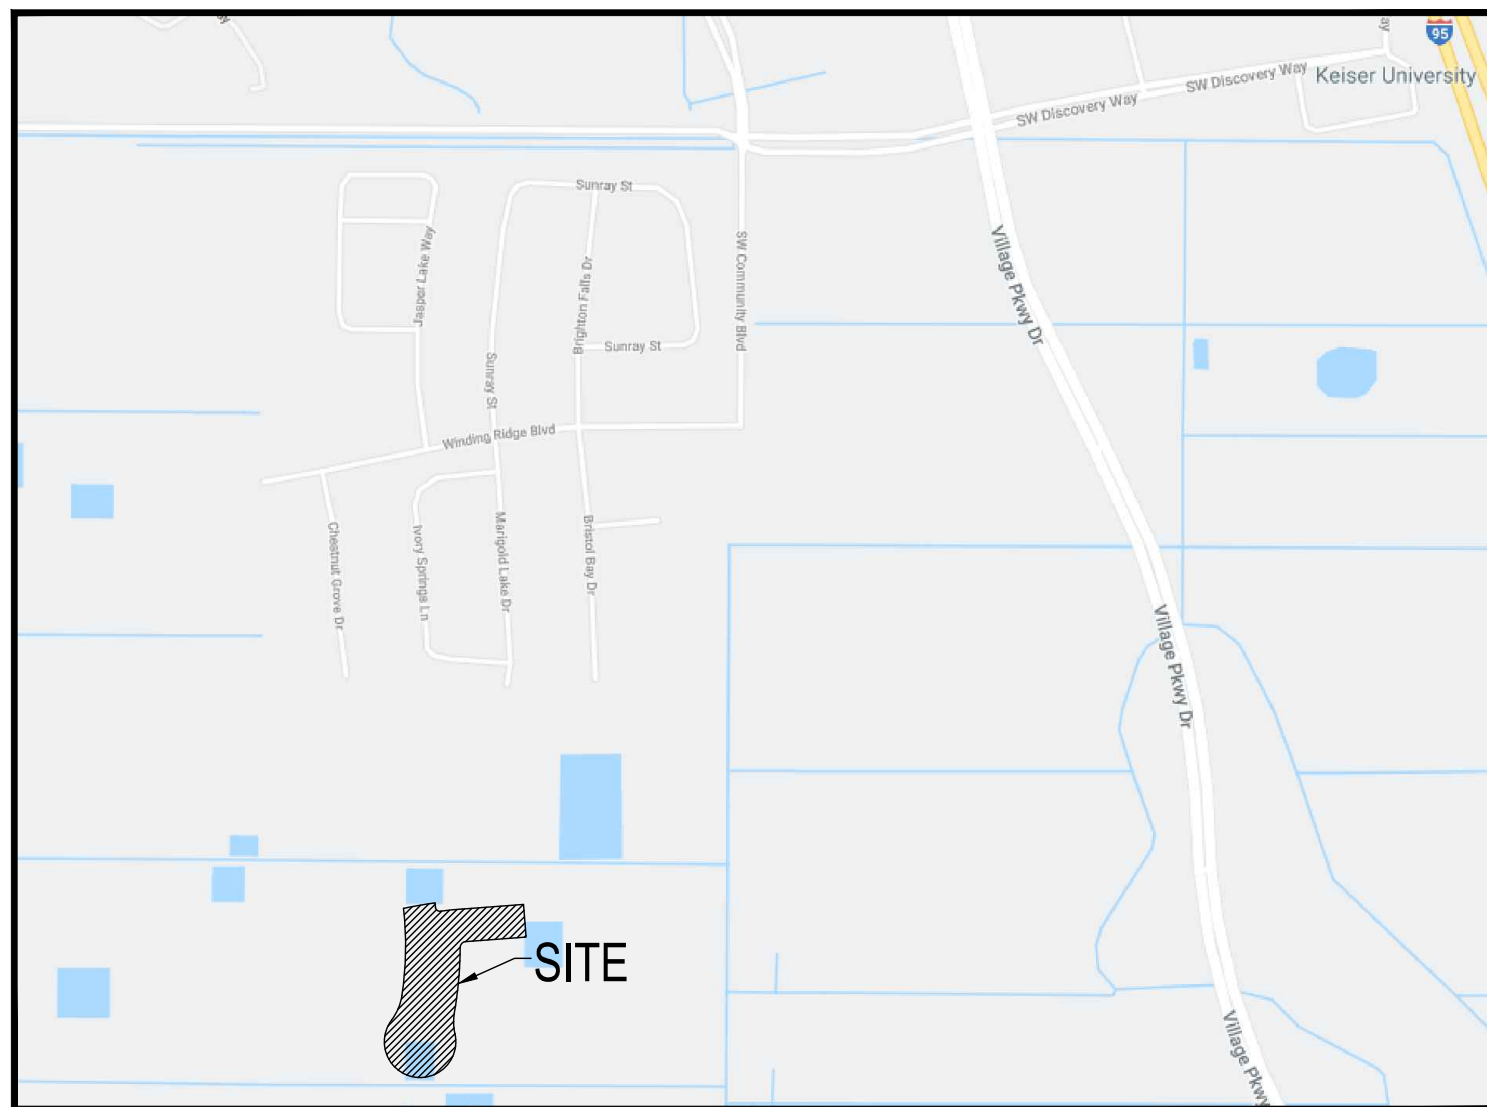 95
Keiser University
SW Discovery Way
SW Discovery Way
Sunray St
Jasper Lake Way
Brighton Falls Dr
SW Community Blvd
Village Pkwy Dr
Sunray St
Sunray St
Winding Ridge Blvd
Chestnut Grove Dr
Ivory Springs Ln
Marigold Lake Dr
Bristol Bay Dr
Village Pkwy Dr
SITE
Village Pkwy